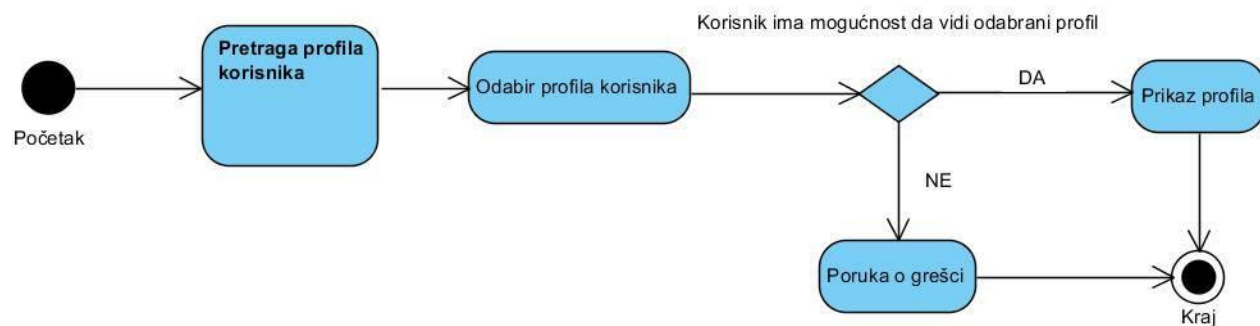 Korisnik ima mogućnost da vidi odabrani profil
Početak
Pretraga profila
korisnika
Odabir profila korisnika
DA
Prikaz profila
NE
Poruka o grešci
Kraj